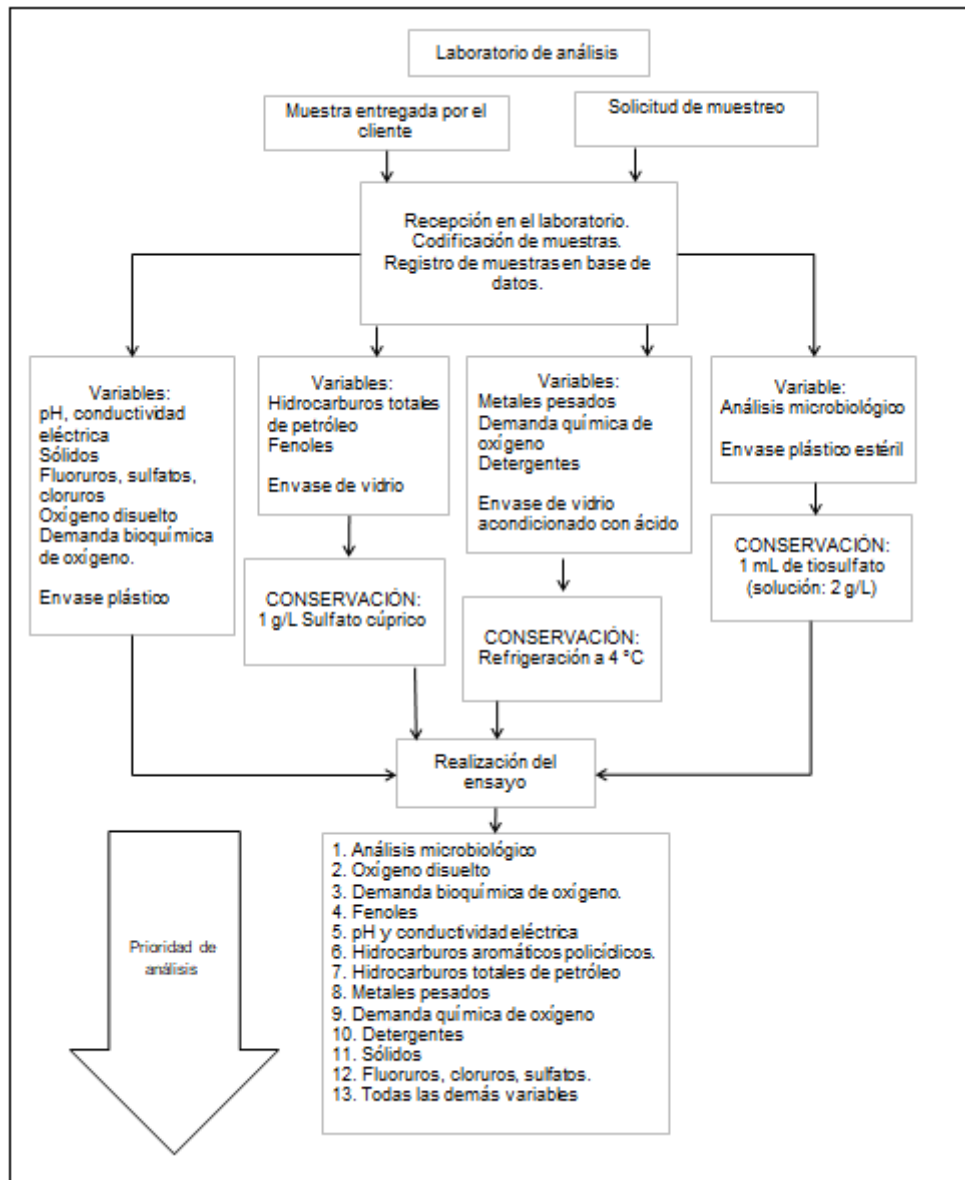 Laboratorio de análisis
Muestra entregada por el
cliente
Solicitud de muestreo
Recepción en el laboratorio.
Codificación de muestras.
Registro de muestras en base de
datos.
Variables:
pH, conductividad
eléctrica
Sólidos
Fluoruros, sulfatos,
cloruros
Oxígeno disuelto
Demanda bioquímica
de oxígeno.
Envase plástico
Variables:
Hidrocarburos totales
de petróleo
Fenoles
Envase de vidrio
Variables:
Metales pesados
Demanda química de
oxígeno
Detergentes
Envase de vidrio
acondicionado con ácido
Variable:
Análisis microbiológico
Envase plástico estéril
CONSERVACIÓN:
1 g/L Sulfato cúprico
CONSERVACIÓN:
Refrigeración a 4 ºC
CONSERVACIÓN:
1 mL de tiosulfato
(solución: 2 g/L)
Realización del
ensayo
Prioridad de
análisis
1. Análisis microbiológico
2. Oxígeno disuelto
3. Demanda bioquímica de oxígeno.
4. Fenoles
5. pH y conductividad eléctrica
6. Hidrocarburos aromáticos policíclicos.
7. Hidrocarburos totales de petróleo
8. Metales pesados
9. Demanda química de oxígeno
10. Detergentes
11. Sólidos
12. Fluoruros, cloruros, sulfatos.
13. Todas las demás variables